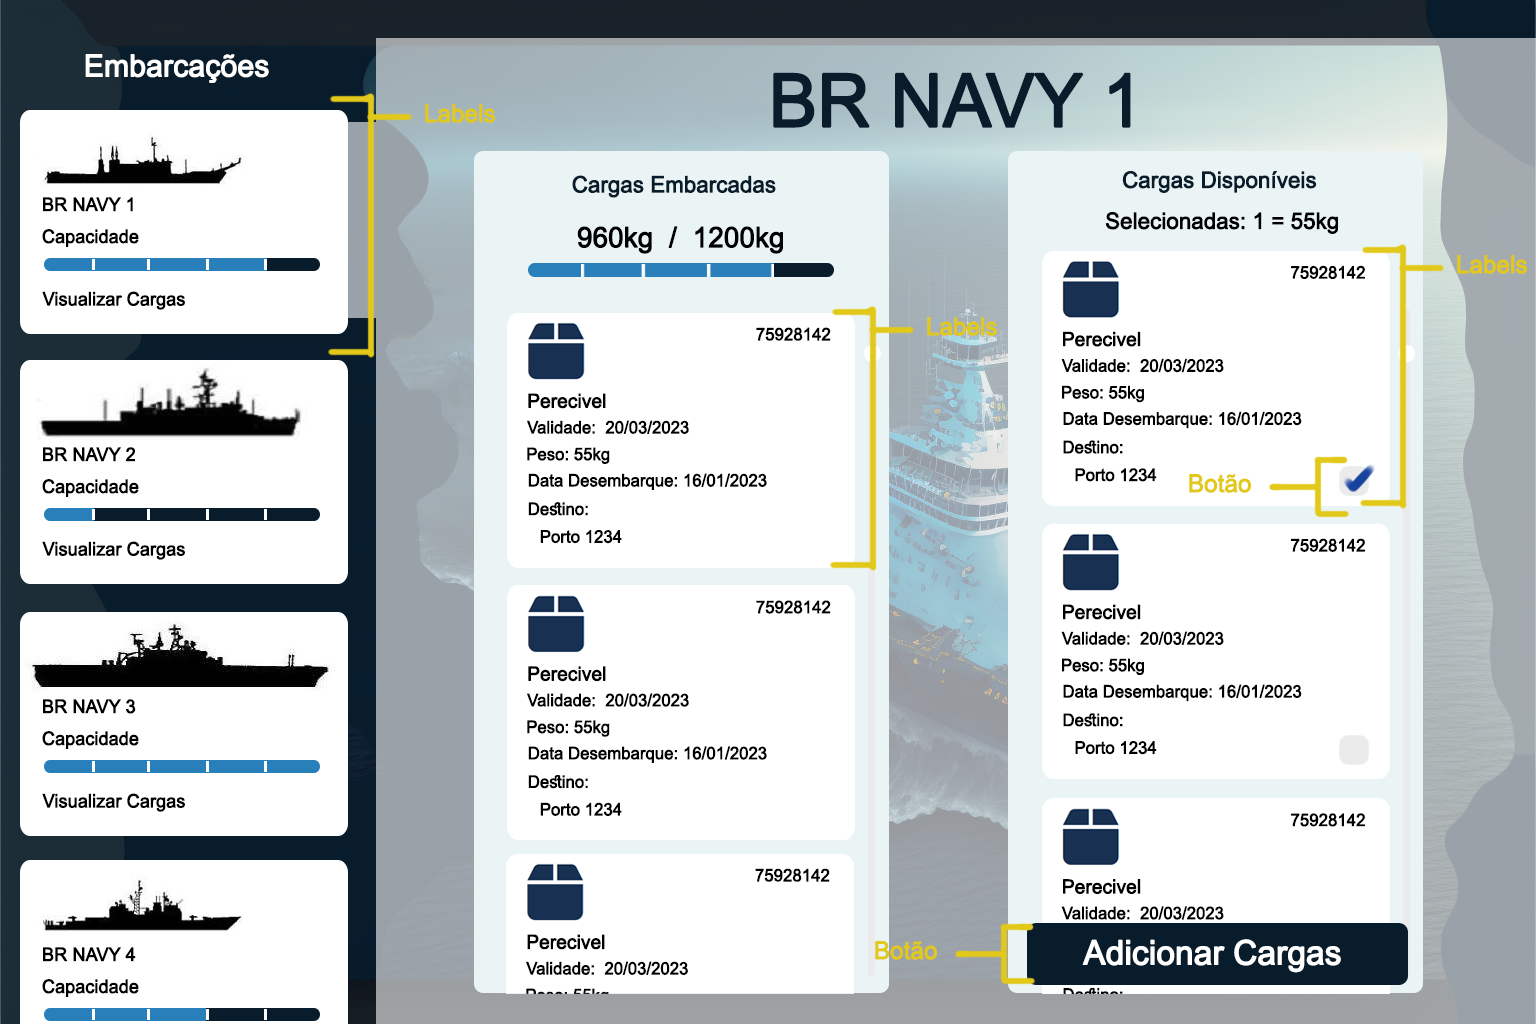 Embarcações
BR NAVY 1
Capacidade
Visualizar Cargas
BR NAVY 2
Capacidade
Visualizar Cargas
BR NAVY 3
Capacidade
Visualizar Cargas
BR NAVY 4
Capacidade
Labels
BR NAVY 1
Cargas Embarcadas
960kg / 1200kg
75928142
Perecivel
Validade: 20/03/2023
Peso: 55kg
Data Desembarque: 16/01/2023
Destino:
Porto 1234
Labels
75928142
Perecivel
Validade: 20/03/2023
Peso: 55kg
Data Desembarque: 16/01/2023
Destino:
Porto 1234
75928142
Perecivel
Validade: 20/03/2023
Peso: 55kg
Cargas Disponíveis
Selecionadas: 1 = 55kg
75928142
Perecivel
Validade: 20/03/2023
Peso: 55kg
Data Desembarque: 16/01/2023
Destino:
Porto 1234
Botão
Labels
75928142
Perecivel
Validade: 20/03/2023
Peso: 55kg
Data Desembarque: 16/01/2023
Destino:
Porto 1234
75928142
Perecivel
Validade: 20/03/2023
Botão
Adicionar Cargas
Destino: